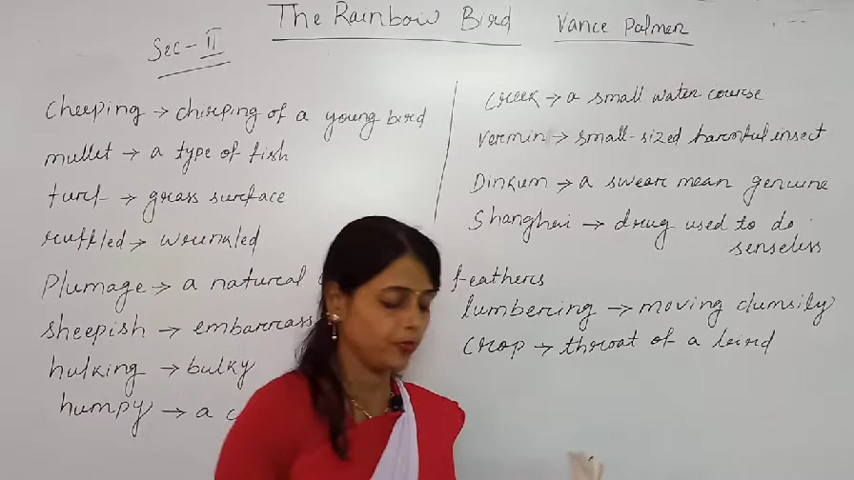 The Rainbow Bird Vance Palmer
Sec - II
cheeping → chirping of a young bird
mullet → a type of fish
turf → grass surface
ruffled → wrinkled
Plumage → a natural feathers
sheepish → embarrass
hulking → bulky
humpy → a
creek → a small water course
vermin → small-sized harmful insect
Dinkum → a swear mean genuine
Shanghai → drug used to do
senseless
lumbering → moving clumsily
crop → throat of a bird